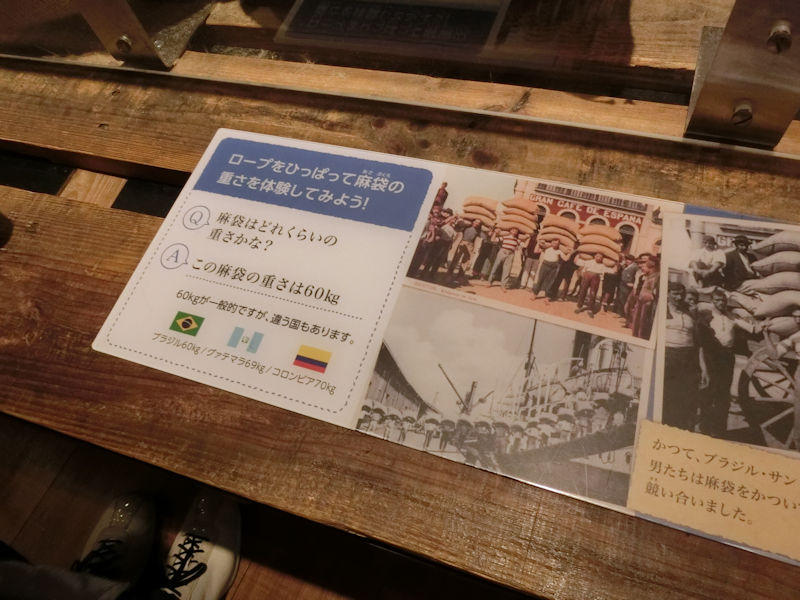 ロープをひっぱって麻袋の
重さを体験してみよう!
Q 麻袋はどれくらいの
重さかな?
A この麻袋の重さは60kg
60kgが一般的ですが、違う国もあります。
ブラジル60kg/グァテマラ69kg/コロンビア70kg
GRAN CAFÉ DE ESPAÑA
かつて、ブラジル・サン
男たちは麻袋をかつい
競い合いました。